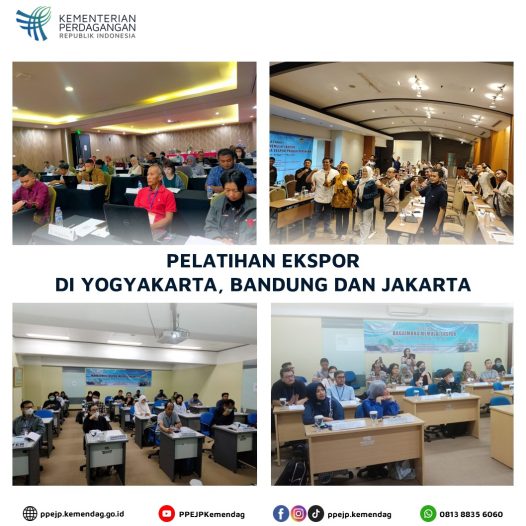 KEMENTERIAN
PERDAGANGAN
REPUBLIK INDONESIA
PELATIHAN EKSPOR
DI YOGYAKARTA, BANDUNG DAN JAKARTA
BAGAIMANA MEMULAI EKSPOR
ppejp.kemendag.go.id
PPEJPKemendag
ppejp.kemendag
0813 8835 6060